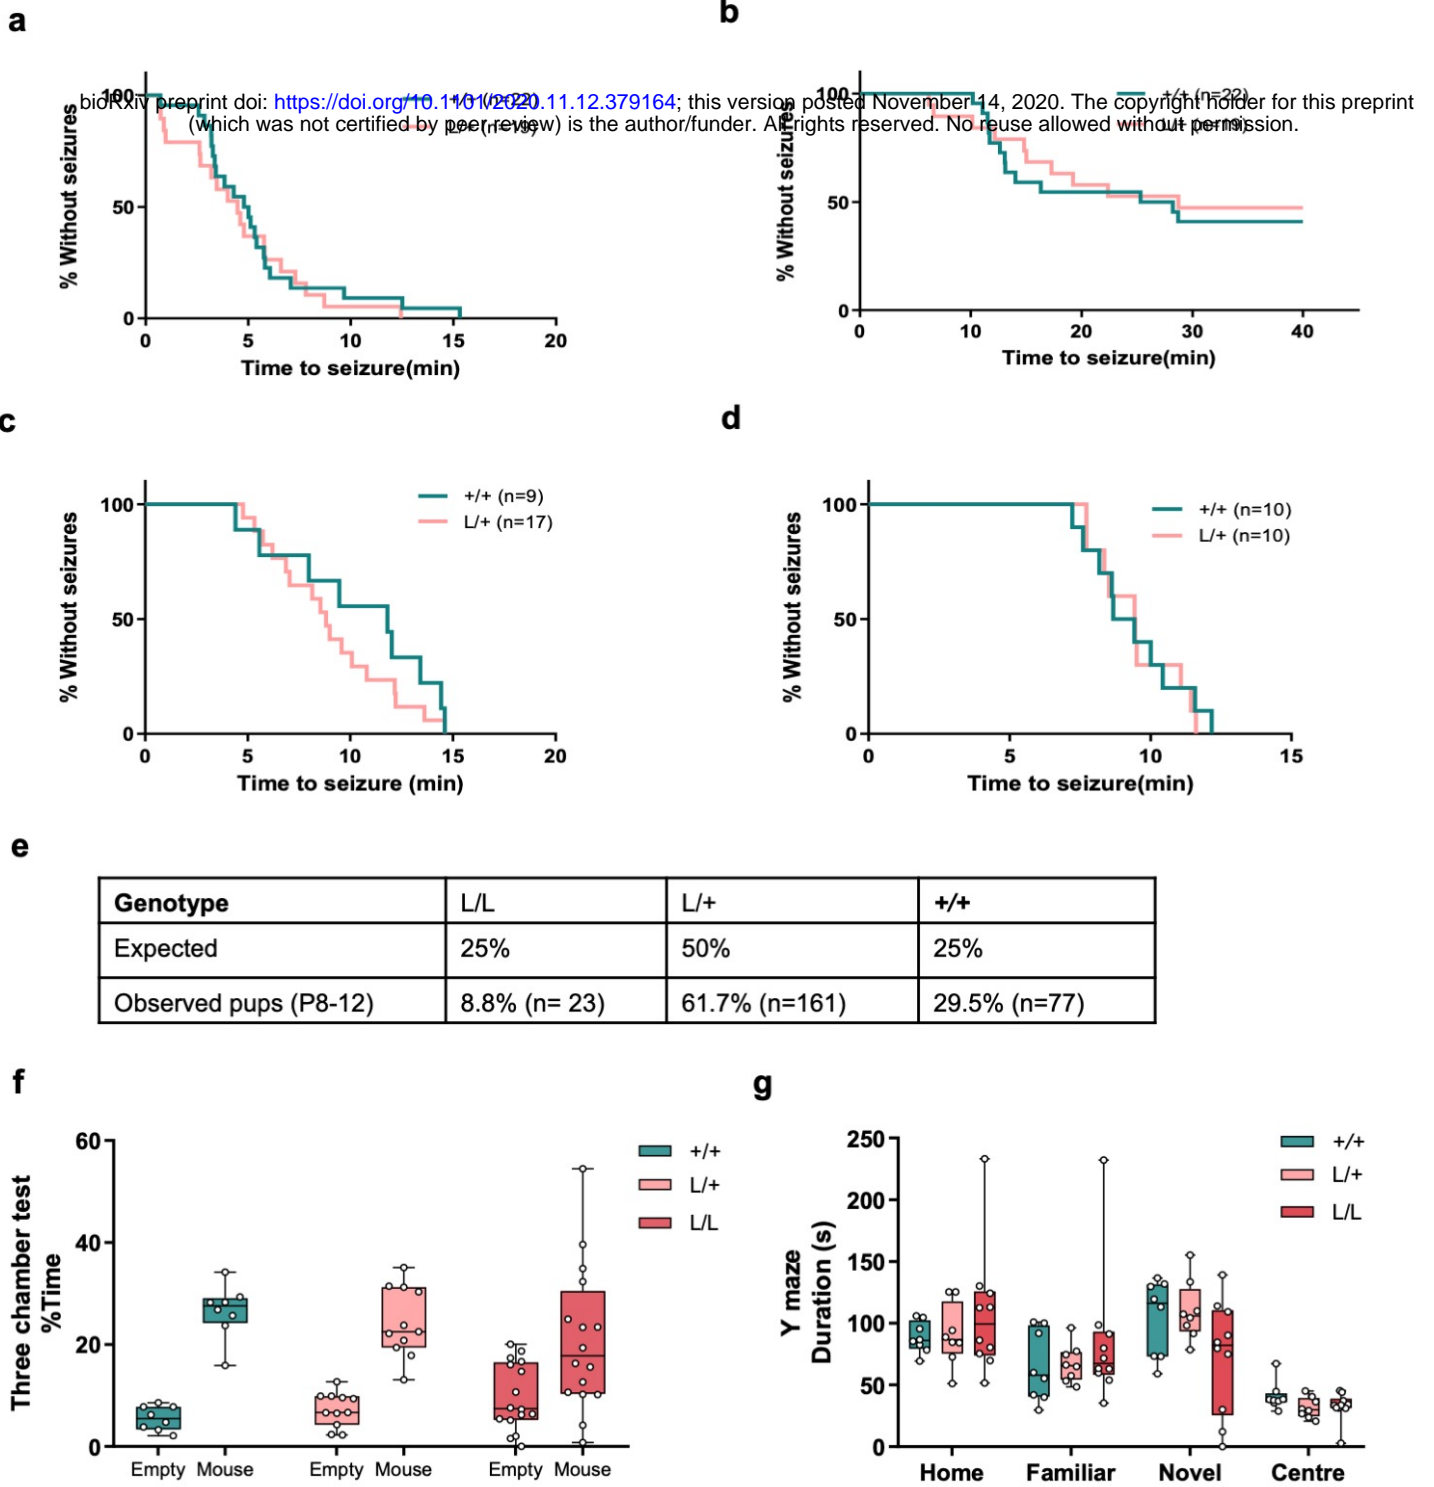 a
b
bioRxiv preprint doi: https://doi.org/10.1101/2020.11.12.379164; this version posted November 14, 2020. The copyright holder for this preprint
(which was not certified by peer review) is the author/funder. All rights reserved. No reuse allowed without permission.
+/+ (n=22)
L/+ (n=19)
% Without seizures
100
50
0
0 5 10 15 20
Time to seizure(min)
+/+ (n=22)
L/+ (n=19)
% Without seizures
100
50
0
0 10 20 30 40
Time to seizure(min)
c
d
% Without seizures
100
50
0
+/+ (n=9)
L/+ (n=17)
0 5 10 15 20
Time to seizure (min)
% Without seizures
100
50
0
+/+ (n=10)
L/+ (n=10)
0 5 10 15
Time to seizure(min)
e
Genotype L/L L/+ +/+
Expected 25% 50% 25%
Observed pups (P8-12) 8.8% (n= 23) 61.7% (n=161) 29.5% (n=77)
f
g
Three chamber test
%Time
60
40
20
0
+/+
L/+
L/L
Empty Mouse Empty Mouse Empty Mouse
Y maze
Duration (s)
250
200
150
100
50
0
+/+
L/+
L/L
Home Familiar Novel Centre